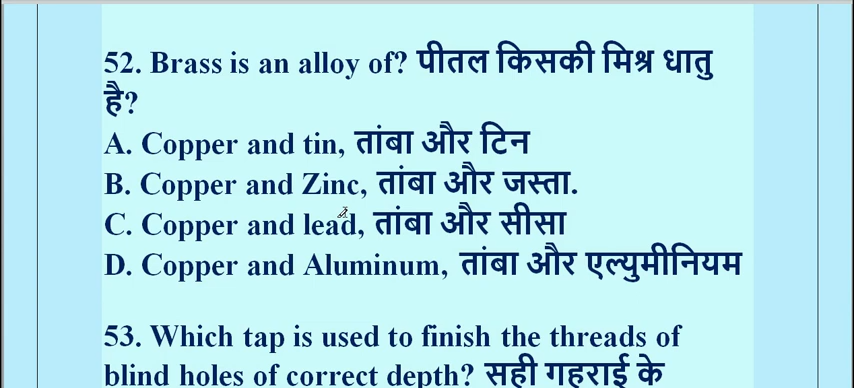 52. Brass is an alloy of? पीतल किसकी मिश्र धातु
है?
A. Copper and tin, तांबा और टिन
B. Copper and Zinc, तांबा और जस्ता.
C. Copper and lead, तांबा और सीसा
D. Copper and Aluminum, तांबा और एल्युमीनियम
53. Which tap is used to finish the threads of
blind holes of correct depth? सही गहराई के